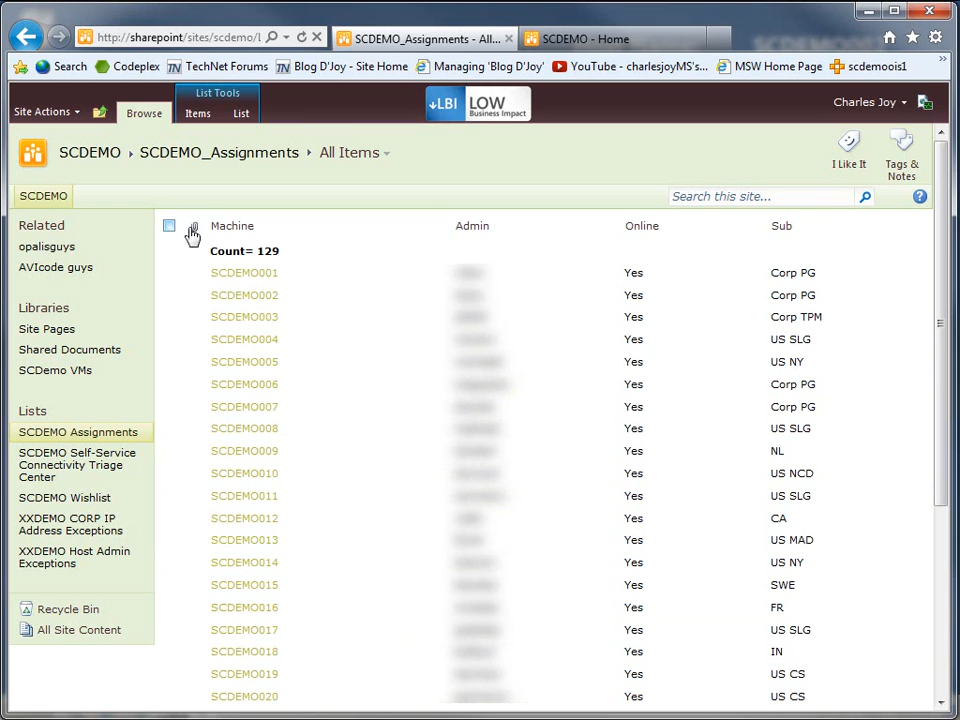 http://sharepoint/sites/scdemo/l
SCDEMO_Assignments - All...
SCDEMO - Home
Search
Codeplex
TechNet Forums
Blog D'Joy - Site Home
Managing 'Blog D'Joy'
YouTube - charlesjoyMS's...
MSW Home Page
scdemoois1
Site Actions
Browse
List Tools
Items
List
LBI
LOW
Business Impact
Charles Joy
SCDEMO
SCDEMO_Assignments
All Items
I Like It
Tags &
Notes
SCDEMO
Search this site...
Related
opalisguys
AVIcode guys
Libraries
Site Pages
Shared Documents
SCDemo VMs
Lists
SCDEMO Assignments
SCDEMO Self-Service
Connectivity Triage
Center
SCDEMO Wishlist
XXDEMO CORP IP
Address Exceptions
XXDEMO Host Admin
Exceptions
Recycle Bin
All Site Content
Machine Admin Online Sub
Count= 129
SCDEMO001 Yes Corp PG
SCDEMO002 Yes Corp PG
SCDEMO003 Yes Corp TPM
SCDEMO004 Yes US SLG
SCDEMO005 Yes US NY
SCDEMO006 Yes Corp PG
SCDEMO007 Yes Corp PG
SCDEMO008 Yes US SLG
SCDEMO009 Yes NL
SCDEMO010 Yes US NCD
SCDEMO011 Yes US SLG
SCDEMO012 Yes CA
SCDEMO013 Yes US MAD
SCDEMO014 Yes US NY
SCDEMO015 Yes SWE
SCDEMO016 Yes FR
SCDEMO017 Yes US SLG
SCDEMO018 Yes IN
SCDEMO019 Yes US CS
SCDEMO020 Yes US CS